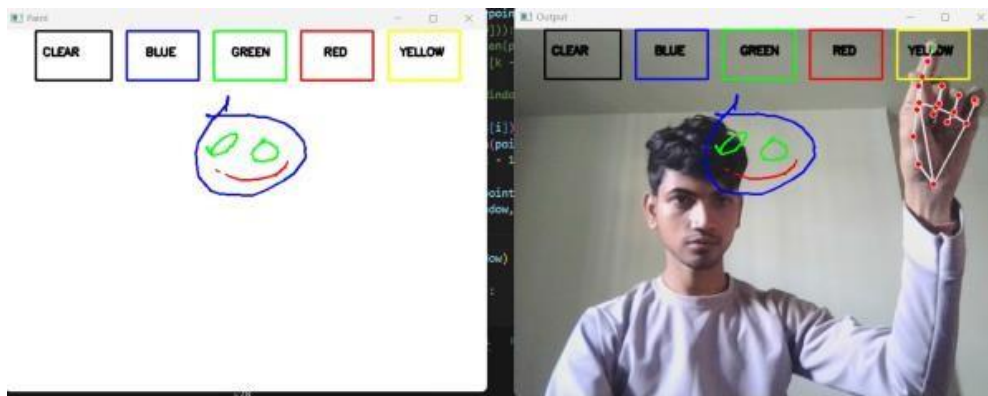 Paint
CLEAR BLUE GREEN RED YELLOW
Output
CLEAR BLUE GREEN RED YELLOW